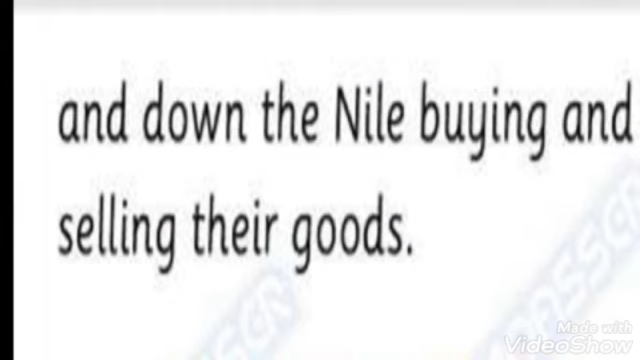 and down the Nile buying and
selling their goods.
Made with
VideoShow